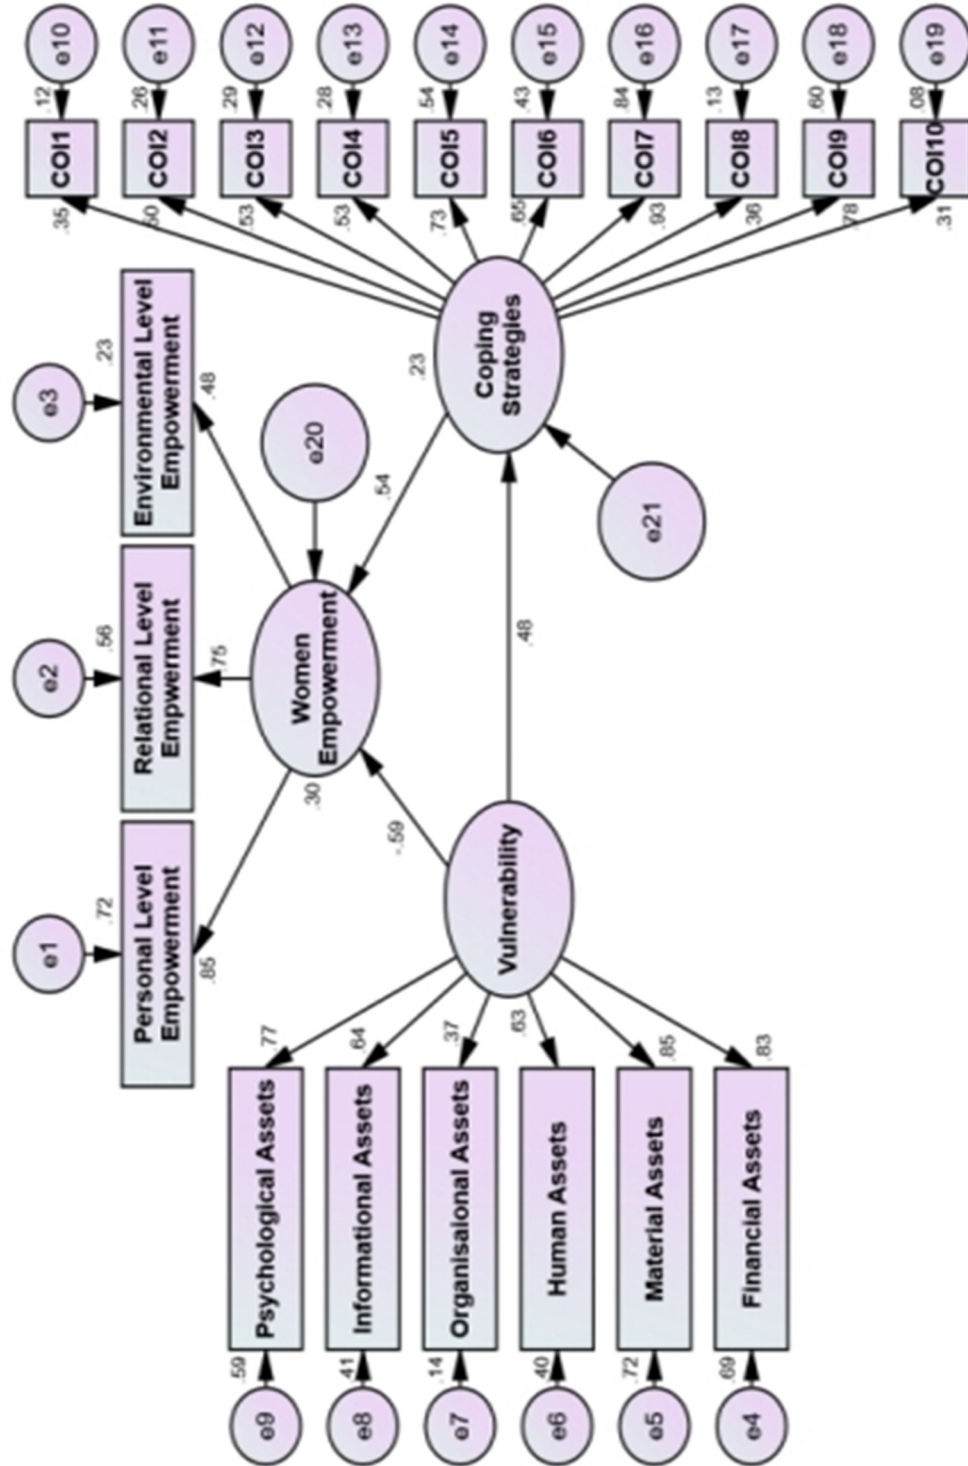 e1
e2
e3
.72
.56
.23
Personal Level
Empowerment
Relational Level
Empwerment
Environmental Level
Empowerment
.85
.75
.48
.30
Women
Empowerment
e20
-.59
.54
e9
.59
Psychological Assets
.77
e8
.41
Informational Assets
.64
e7
.14
Organisaional Assets
.37
e6
.40
Human Assets
.63
e5
.72
Material Assets
.85
e4
.69
Financial Assets
.83
Vulnerability
.48
.23
Coping
Strategies
e21
.35
COI1
.12
e10
.50
COI2
.26
e11
.53
COI3
.29
e12
.53
COI4
.28
e13
.73
COI5
.54
e14
.65
COI6
.43
e15
.93
COI7
.84
e16
.36
COI8
.13
e17
.78
COI9
.60
e18
.31
COI10
.08
e19